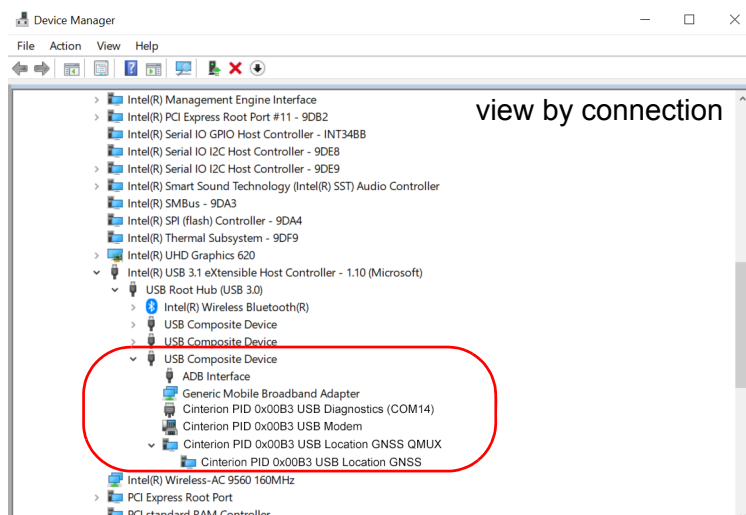 Device Manager
File Action View Help
view by connection
Intel(R) Management Engine Interface
Intel(R) PCI Express Root Port #11 - 9DB2
Intel(R) Serial IO GPIO Host Controller - INT34BB
Intel(R) Serial IO I2C Host Controller - 9DE8
Intel(R) Serial IO I2C Host Controller - 9DE9
Intel(R) Smart Sound Technology (Intel(R) SST) Audio Controller
Intel(R) SMBus - 9DA3
Intel(R) SPI (flash) Controller - 9DA4
Intel(R) Thermal Subsystem - 9DF9
Intel(R) UHD Graphics 620
Intel(R) USB 3.1 eXtensible Host Controller - 1.10 (Microsoft)
USB Root Hub (USB 3.0)
Intel(R) Wireless Bluetooth(R)
USB Composite Device
USB Composite Device
USB Composite Device
ADB Interface
Generic Mobile Broadband Adapter
Cinterion PID 0x00B3 USB Diagnostics (COM14)
Cinterion PID 0x00B3 USB Modem
Cinterion PID 0x00B3 USB Location GNSS QMUX
Cinterion PID 0x00B3 USB Location GNSS
Intel(R) Wireless-AC 9560 160MHz
PCI Express Root Port
PCI standard RAM Controller